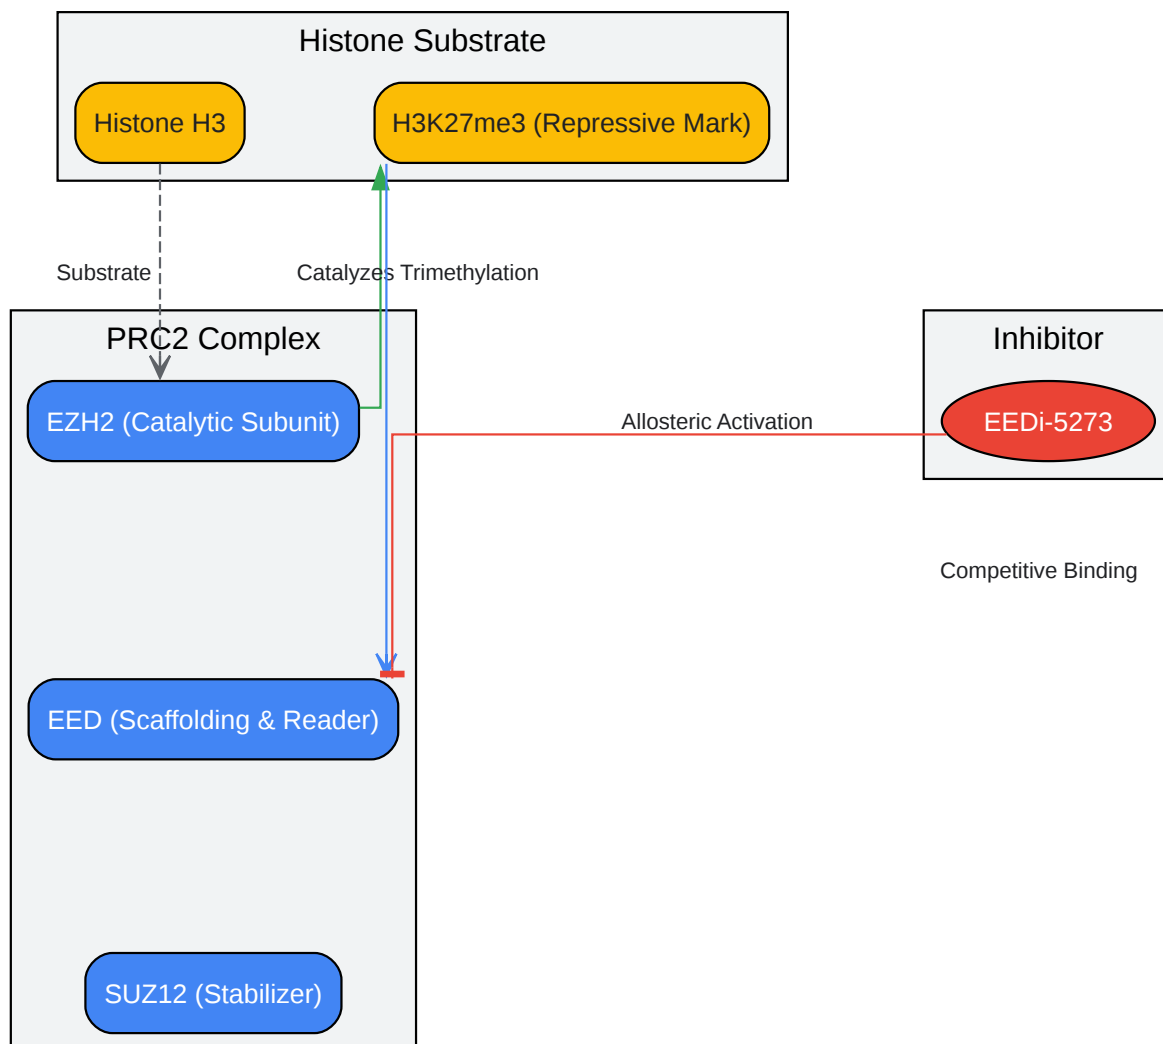 Histone Substrate
Histone H3
H3K27me3 (Repressive Mark)
Substrate
Catalyzes Trimethylation
PRC2 Complex
Inhibitor
EZH2 (Catalytic Subunit)
Allosteric Activation
EEDi-5273
Competitive Binding
EED (Scaffolding & Reader)
SUZ12 (Stabilizer)